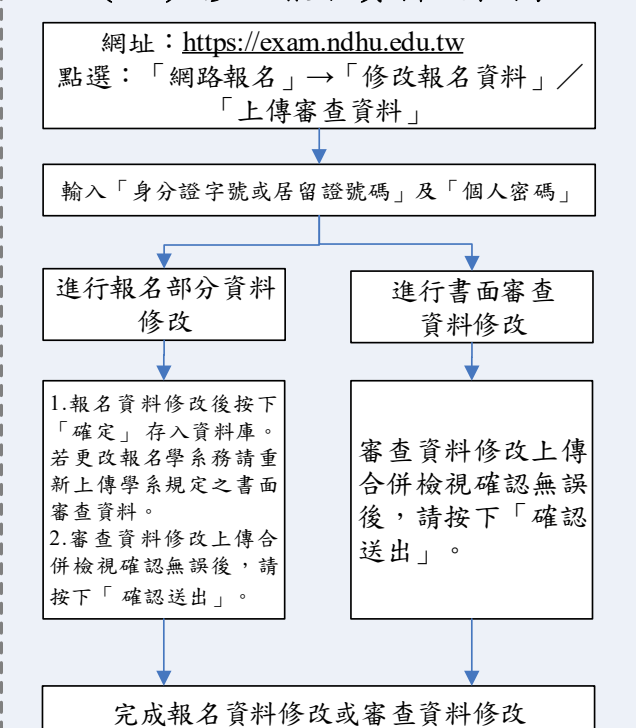 網址：https://exam.ndhu.edu.tw
點選：「網路報名」→「修改報名資料」／
「上傳審查資料」
輸入「身分證字號或居留證號碼」及「個人密碼」
進行報名部分資料
修改
進行書面審查
資料修改
1.報名資料修改後按下
「確定」存入資料庫。
若更改報名學系務請重
新上傳學系規定之書面
審查資料。
2.審查資料修改上傳合
併檢視確認無誤後，請
按下「 確認送出」。
審查資料修改上傳
合併檢視確認無誤
後，請按下「確認
送出」。
完成報名資料修改或審查資料修改